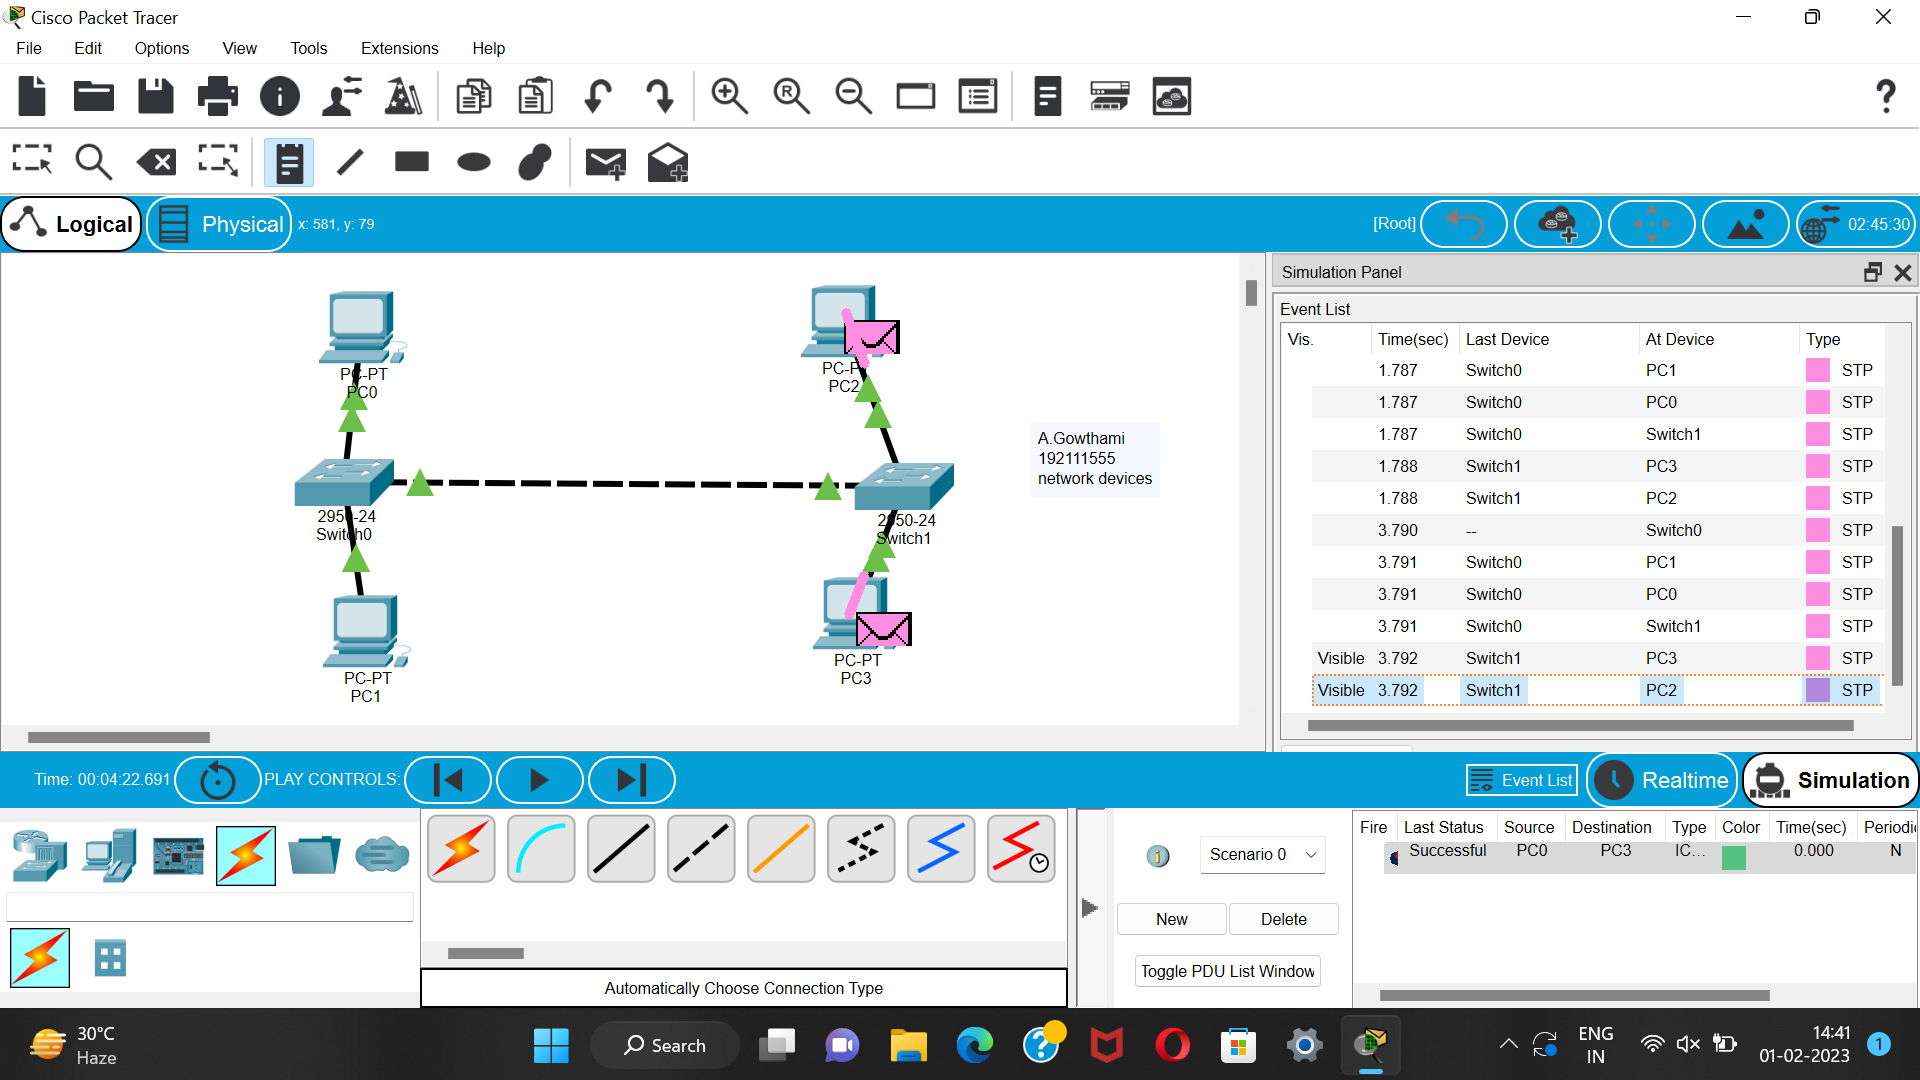 Cisco Packet Tracer
File Edit Options View Tools Extensions Help
Logical Physical x: 581, y: 79 [Root] 02:45:30
Simulation Panel
Event List
Vis. Time(sec) Last Device At Device Type
1.787 Switch0 PC1 STP
1.787 Switch0 PC0 STP
1.787 Switch0 Switch1 STP
1.788 Switch1 PC3 STP
1.788 Switch1 PC2 STP
3.790 -- Switch0 STP
3.791 Switch0 PC1 STP
3.791 Switch0 PC0 STP
3.791 Switch0 Switch1 STP
Visible 3.792 Switch1 PC3 STP
Visible 3.792 Switch1 PC2 STP
PC-PT
PC0
PC-P
PC2
A.Gowthami
192111555
network devices
2950-24
Switch0
2950-24
Switch1
PC-PT
PC1
PC-PT
PC3
Time: 00:04:22.691 PLAY CONTROLS: Event List Realtime Simulation
Scenario 0
New Delete
Toggle PDU List Window
Fire Last Status Source Destination Type Color Time(sec) Periodi
Successful PC0 PC3 IC... 0.000 N
Automatically Choose Connection Type
30°C
Haze
Search
ENG
IN
14:41
01-02-2023
1